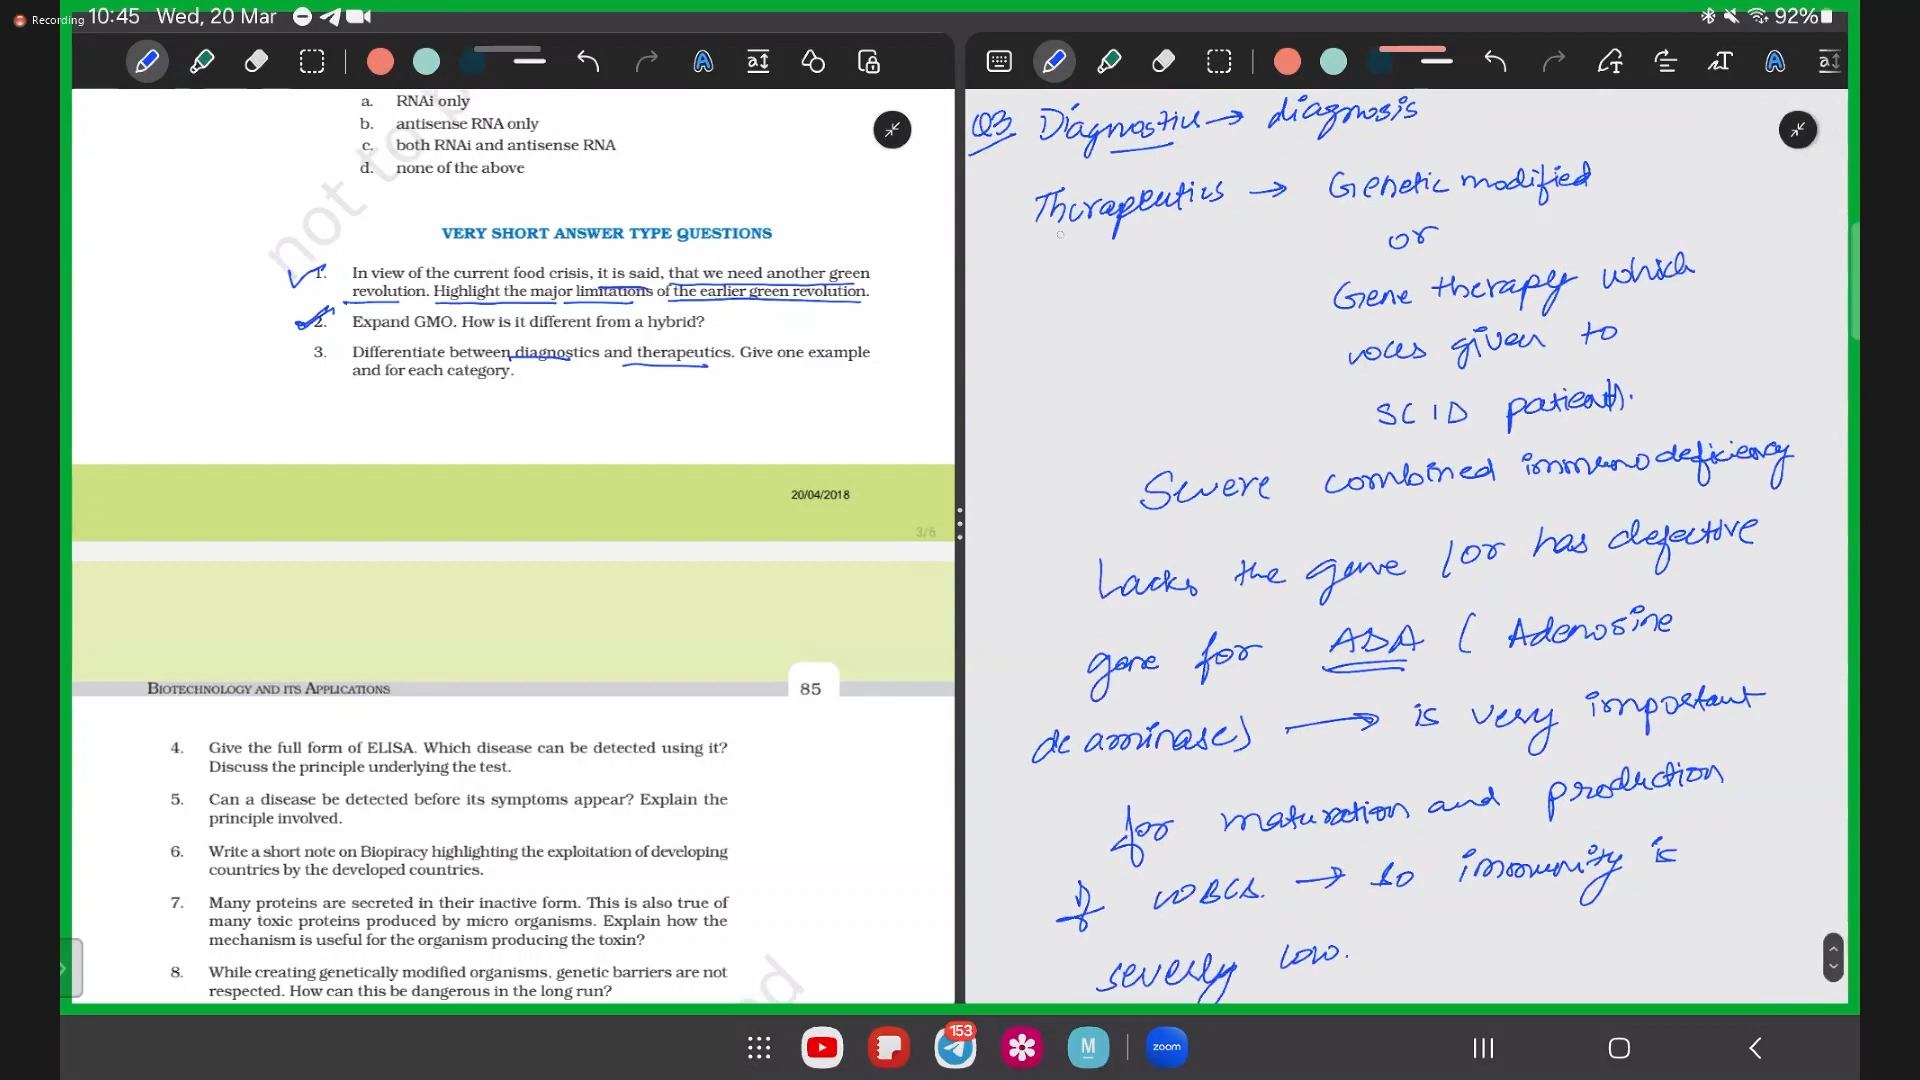 Recording
10:45 Wed, 20 Mar
92%
a. RNAi only
b. antisense RNA only
c. both RNAi and antisense RNA
d. none of the above
not to
VERY SHORT ANSWER TYPE QUESTIONS
1. In view of the current food crisis, it is said, that we need another green
revolution. Highlight the major limitations of the earlier green revolution.
2. Expand GMO. How is it different from a hybrid?
3. Differentiate between diagnostics and therapeutics. Give one example
and for each category.
20/04/2018
3/6
BIOTECHNOLOGY AND ITS APPLICATIONS
85
4. Give the full form of ELISA. Which disease can be detected using it?
Discuss the principle underlying the test.
5. Can a disease be detected before its symptoms appear? Explain the
principle involved.
6. Write a short note on Biopiracy highlighting the exploitation of developing
countries by the developed countries.
7. Many proteins are secreted in their inactive form. This is also true of
many toxic proteins produced by micro organisms. Explain how the
mechanism is useful for the organism producing the toxin?
8. While creating genetically modified organisms, genetic barriers are not
respected. How can this be dangerous in the long run?
Q3 Diagnostic → diagnosis
Therapeutics → Genetic modified
or
Gene therapy which
was given to
SCID patients.
Severe combined immunodeficiency
Lacks the gene / or has defective
gene for ADA ( Adenosine
deaminase) → is very important
for maturation and production
of WBCs. → so immunity is
severly low.
153
M
zoom